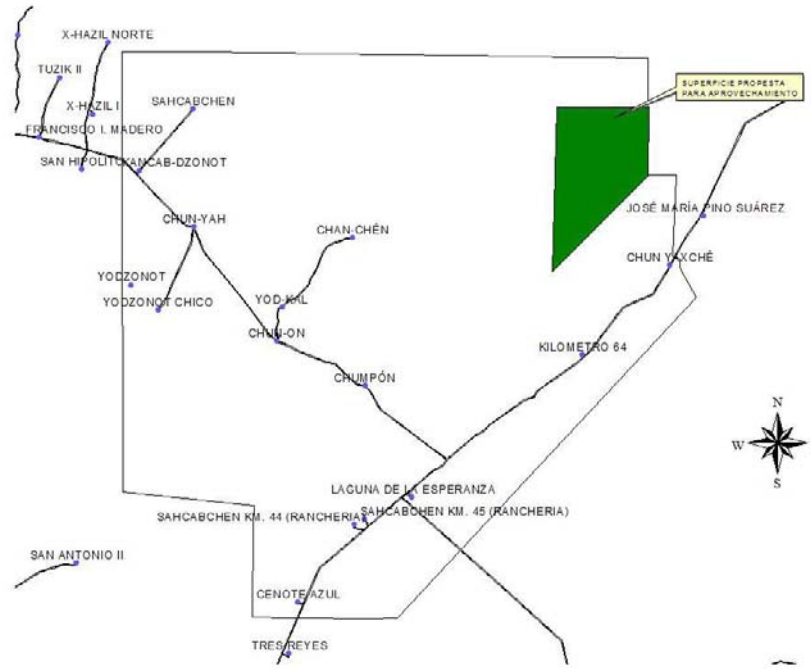 X-HAZIL NORTE
TUZIK II
SUPERFICIE PROPESTA
PARA APROVECHAMIENTO
X-HAZIL I
SAHCABCHEN
FRANCISCO I. MADERO
SAN HIPOLITO
KANCAB-DZONOT
JOSÉ MARÍA PINO SUÁREZ
CHUN-YAH
CHAN-CHÉN
CHUN YAXCHÉ
YODZONOT
YODZONOT CHICO
YOD-KAL
CHUN-ON
KILOMETRO 64
CHUMPÓN
N
W
E
S
LAGUNA DE LA ESPERANZA
SAHCABCHEN KM. 44 (RANCHERIA)
SAHCABCHEN KM. 45 (RANCHERIA)
SAN ANTONIO II
CENOTE AZUL
TRES REYES